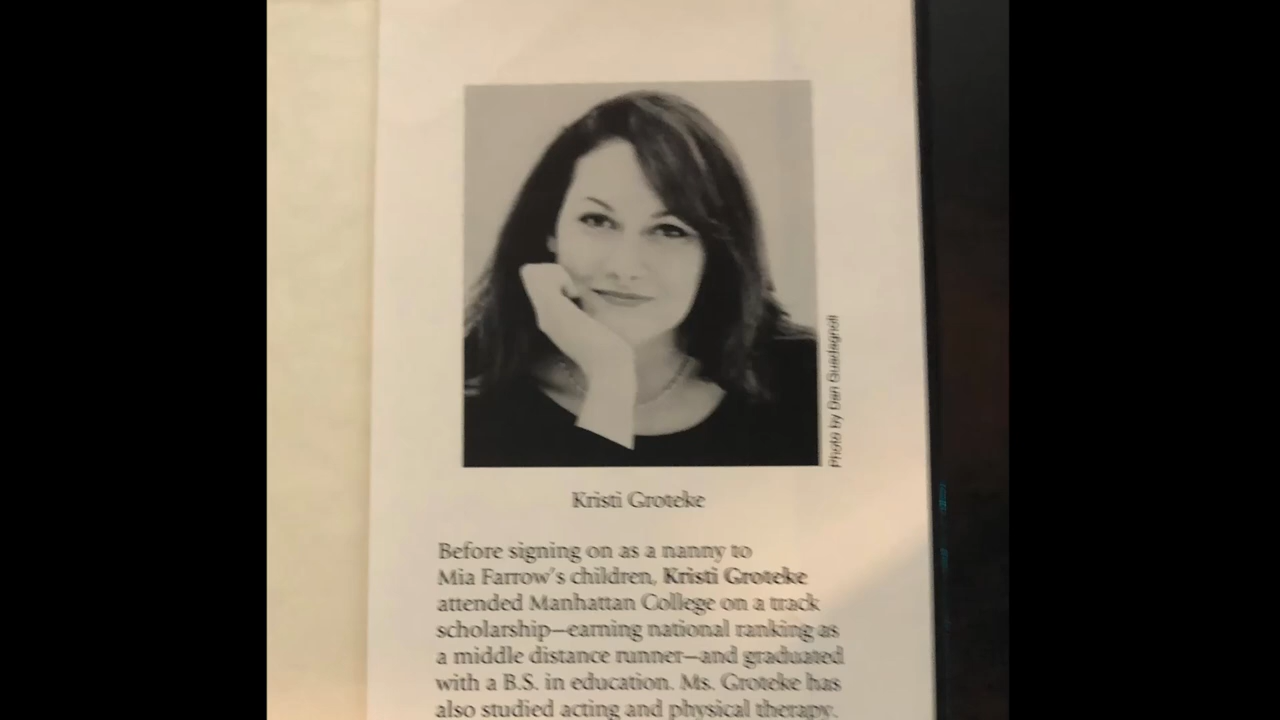 Photo by Dan Guadagnoli
Kristi Groteke
Before signing on as a nanny to
Mia Farrow's children, Kristi Groteke
attended Manhattan College on a track
scholarship—earning national ranking as
a middle distance runner—and graduated
with a B.S. in education. Ms. Groteke has
also studied acting and physical therapy.